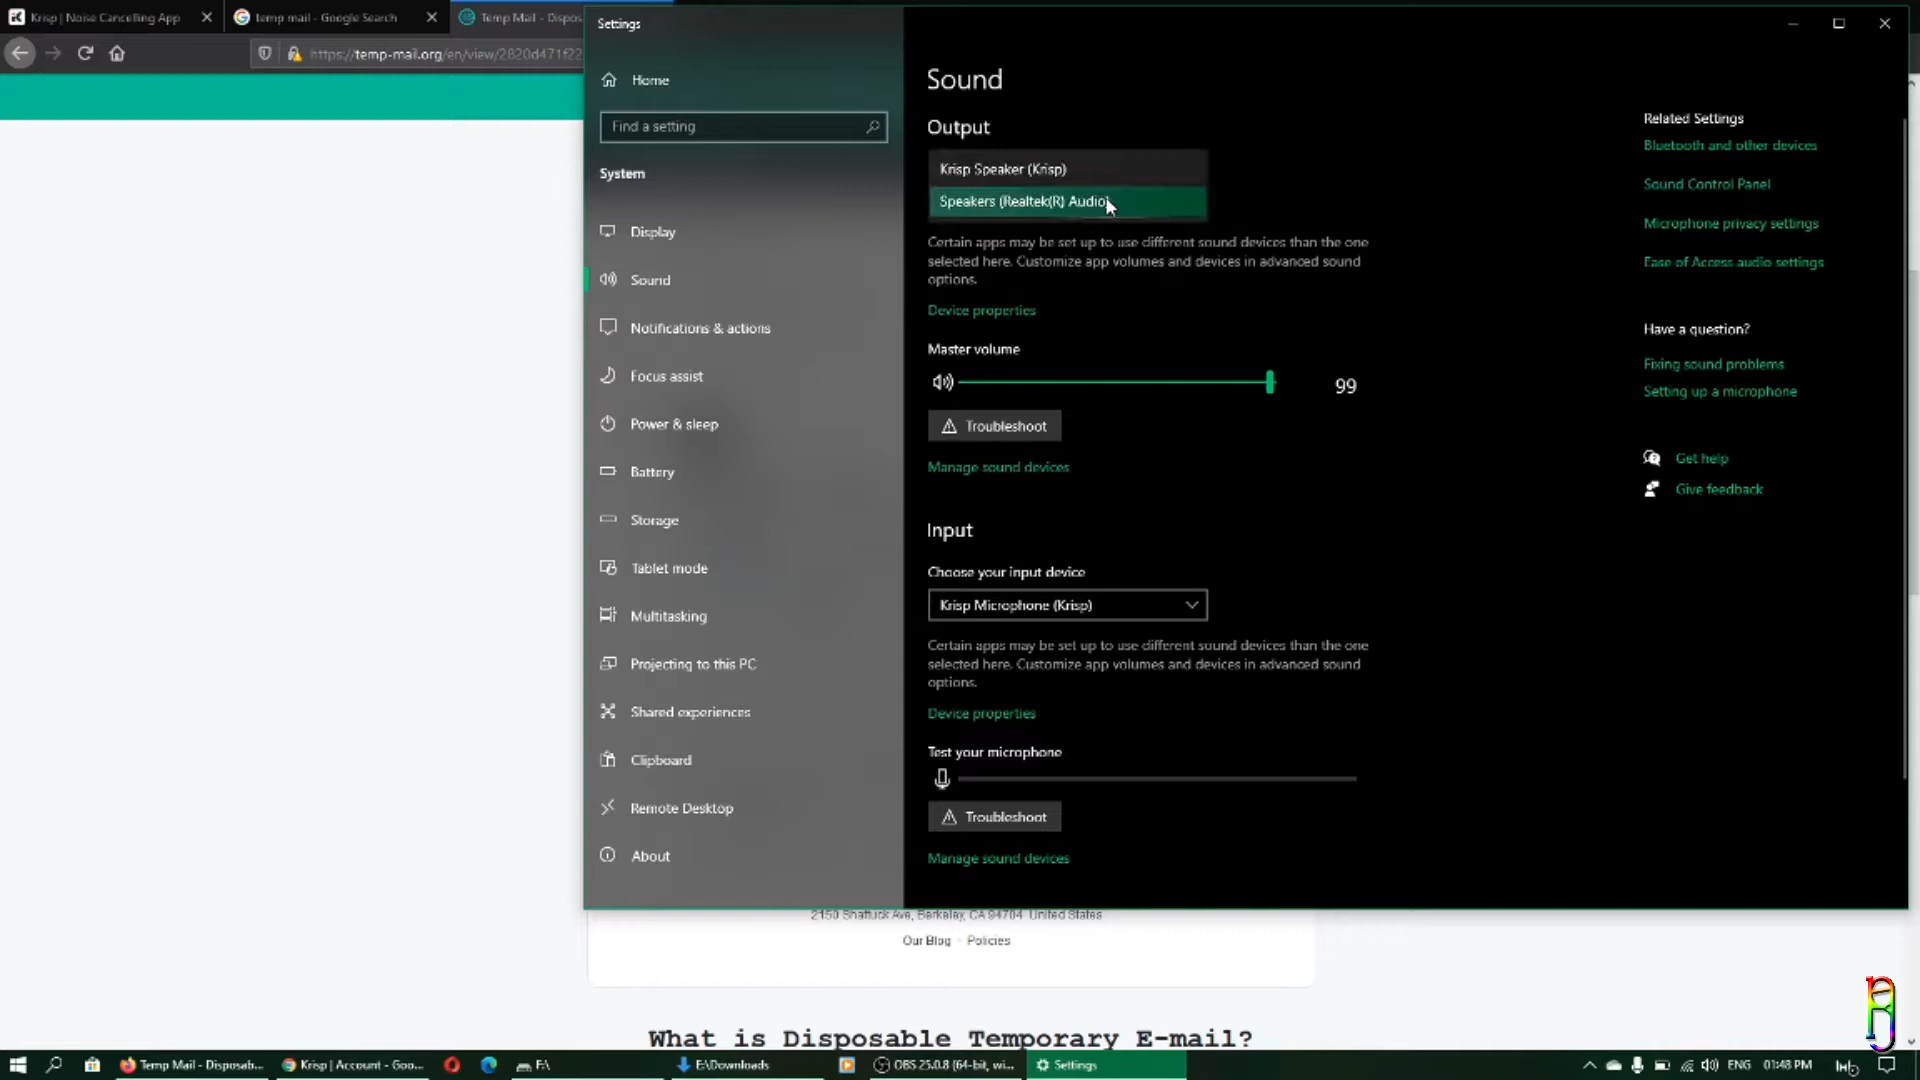 Krisp | Noise Cancelling App
temp mail - Google Search
Temp Mail - Dispos
https://temp-mail.org/en/view/2820d471f22
Settings
Home
Find a setting
System
Display
Sound
Notifications & actions
Focus assist
Power & sleep
Battery
Storage
Tablet mode
Multitasking
Projecting to this PC
Shared experiences
Clipboard
Remote Desktop
About
Sound
Output
Krisp Speaker (Krisp)
Speakers (Realtek(R) Audio)
Certain apps may be set up to use different sound devices than the one
selected here. Customize app volumes and devices in advanced sound
options.
Device properties
Master volume
99
Troubleshoot
Manage sound devices
Input
Choose your input device
Krisp Microphone (Krisp)
Certain apps may be set up to use different sound devices than the one
selected here. Customize app volumes and devices in advanced sound
options.
Device properties
Test your microphone
Troubleshoot
Manage sound devices
Related Settings
Bluetooth and other devices
Sound Control Panel
Microphone privacy settings
Ease of Access audio settings
Have a question?
Fixing sound problems
Setting up a microphone
Get help
Give feedback
2150 Shattuck Ave, Berkeley, CA 94704 United States
Our Blog · Policies
What is Disposable Temporary E-mail?
Temp Mail - Disposab...
Krisp | Account - Goo...
F:\
E:\Downloads
OBS 25.0.8 (64-bit, wi...
Settings
ENG
01:48 PM